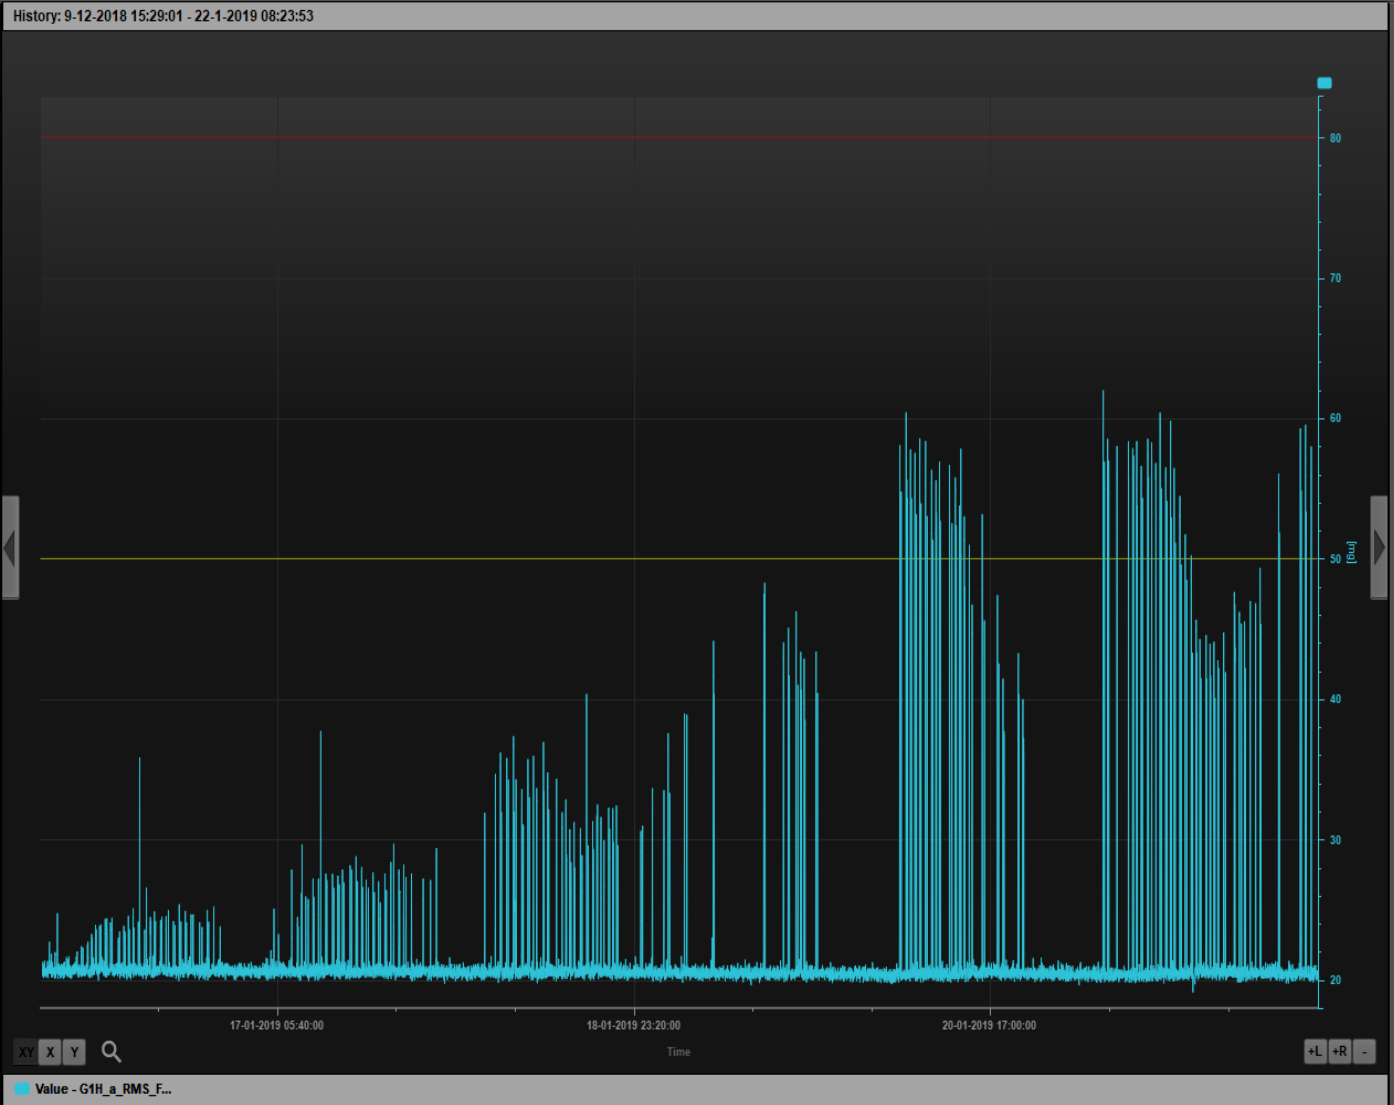 History: 9-12-2018 15:29:01 - 22-1-2019 08:23:53
80
70
60
50
[mg]
40
30
20
17-01-2019 05:40:00
18-01-2019 23:20:00
20-01-2019 17:00:00
Time
XY X Y
+L +R -
Value - G1H_a_RMS_F...